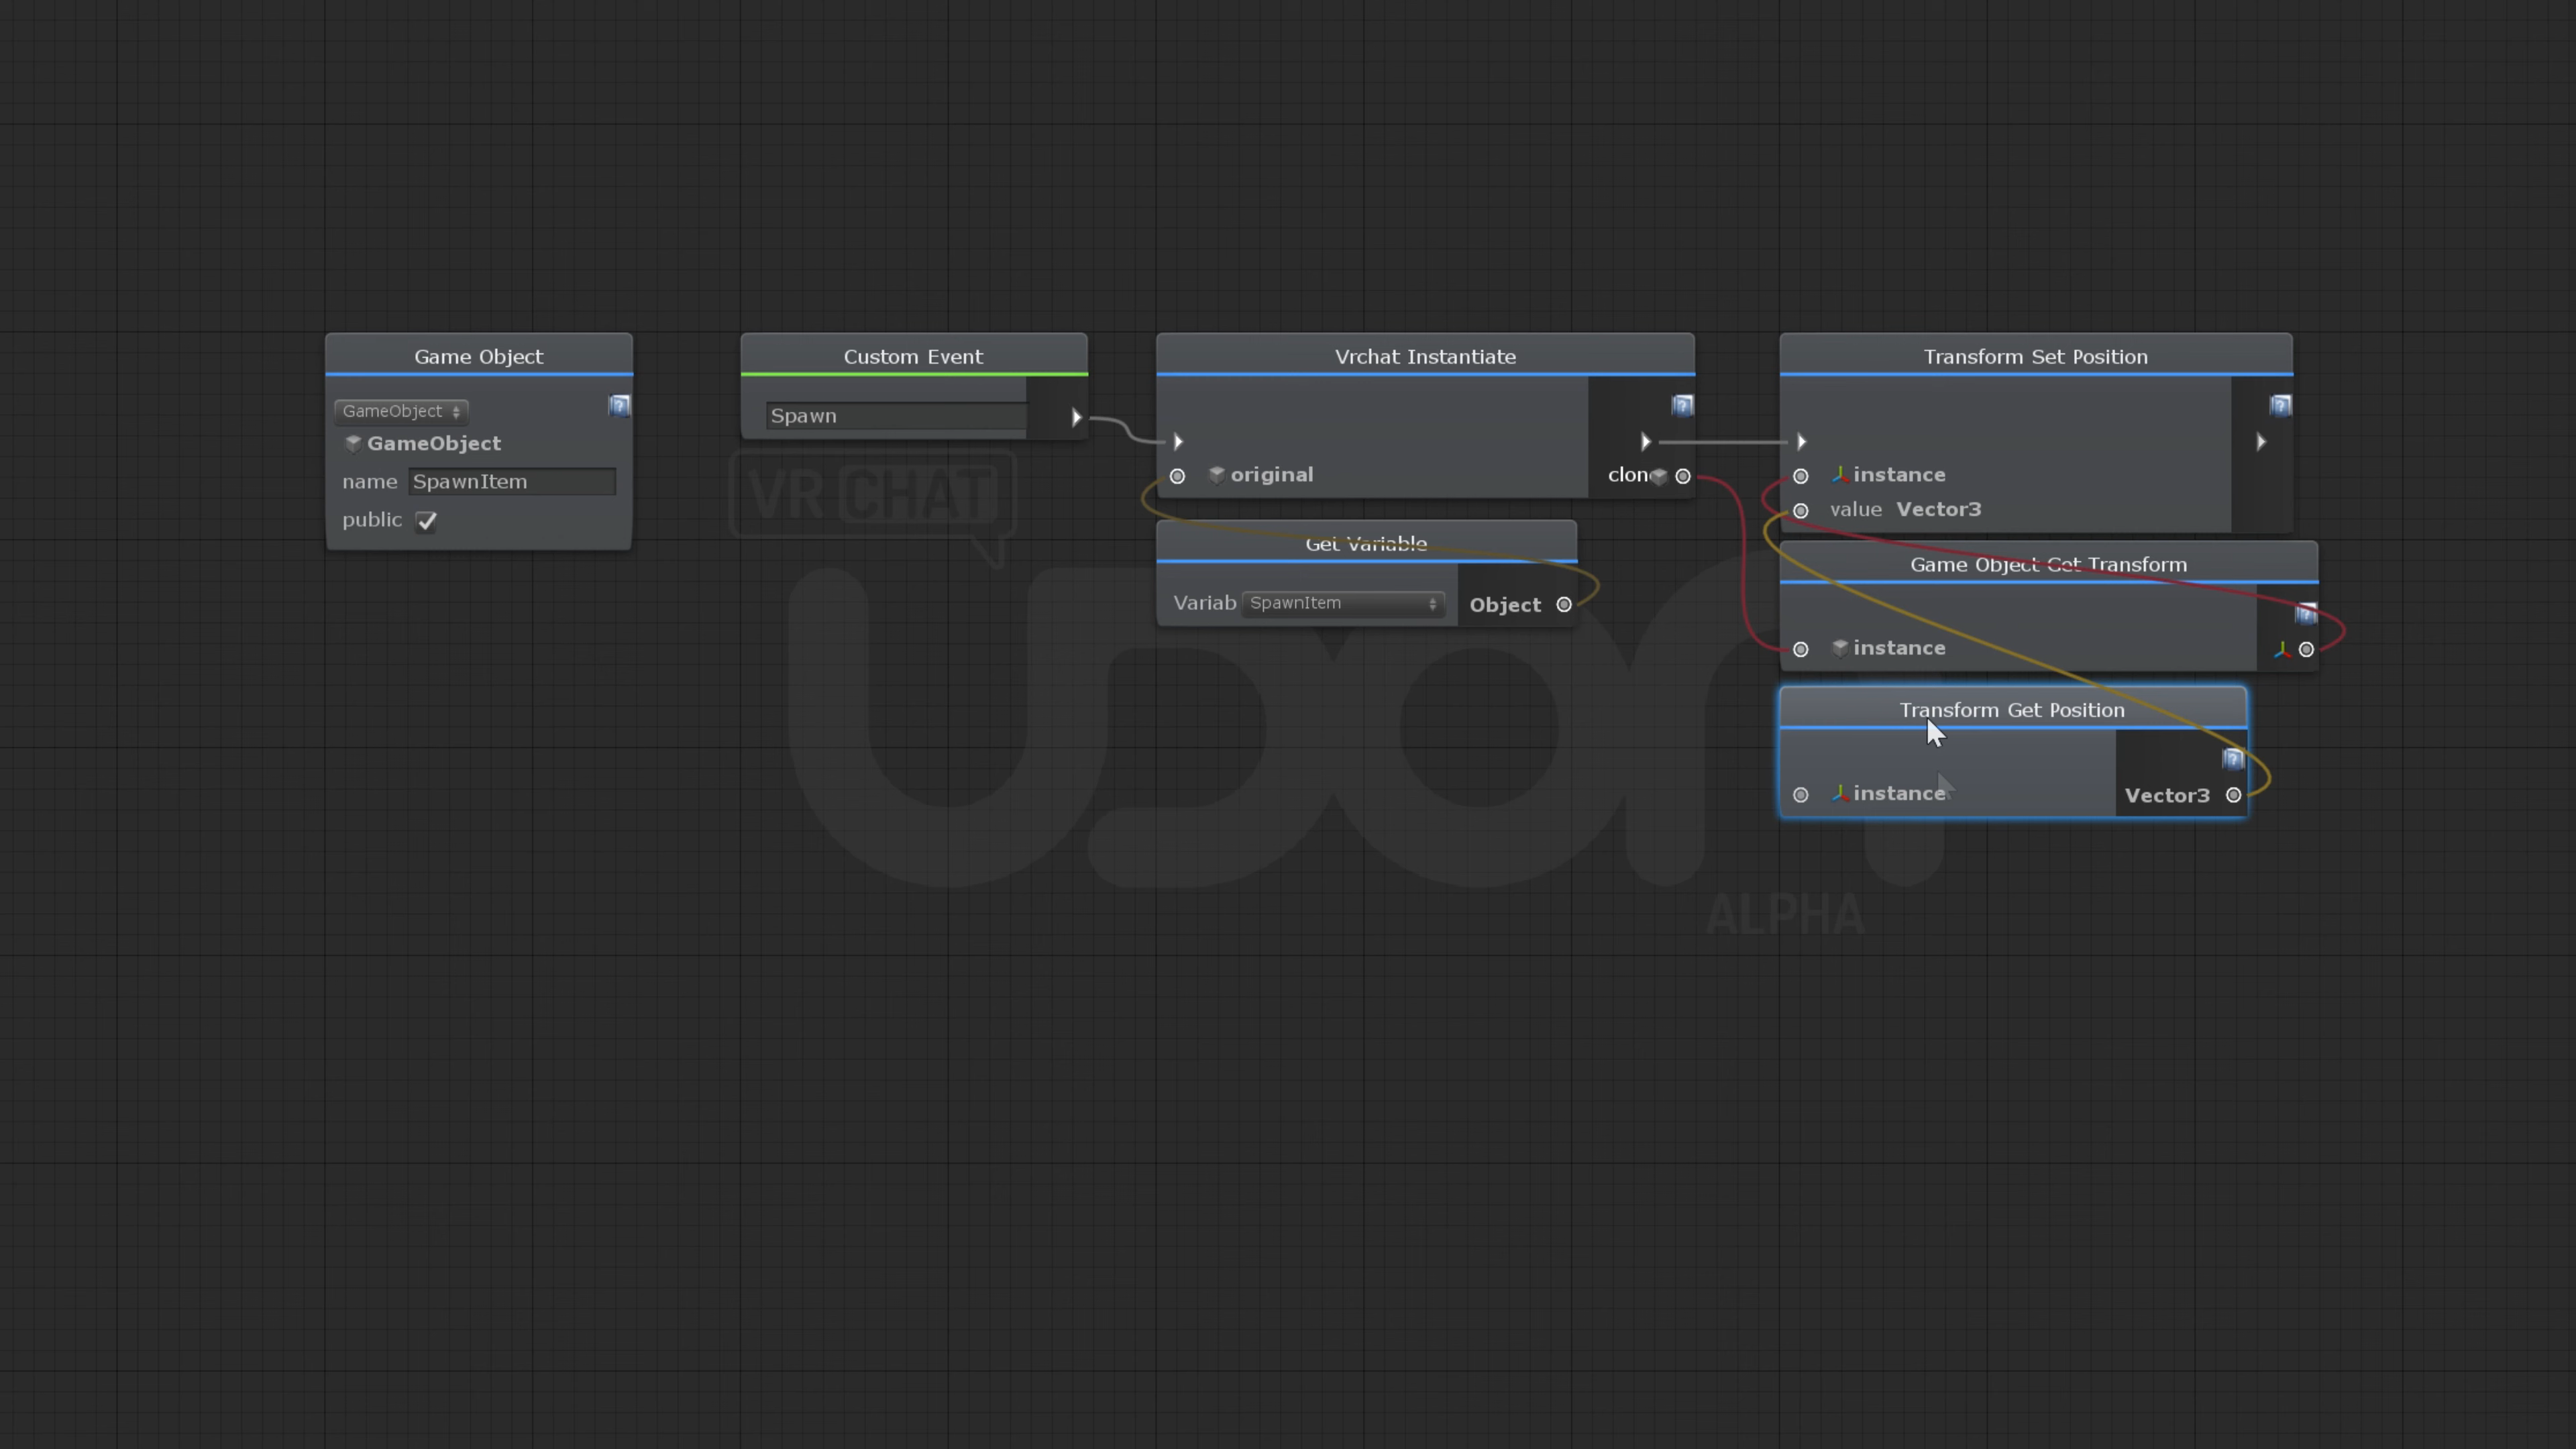 Game Object
GameObject
GameObject
name SpawnItem
public
Custom Event
Spawn
Vrchat Instantiate
original
clon
Get Variable
Variab SpawnItem Object
Transform Set Position
instance
value Vector3
Game Object Get Transform
instance
Transform Get Position
instance Vector3
VR CHAT
UDON
ALPHA